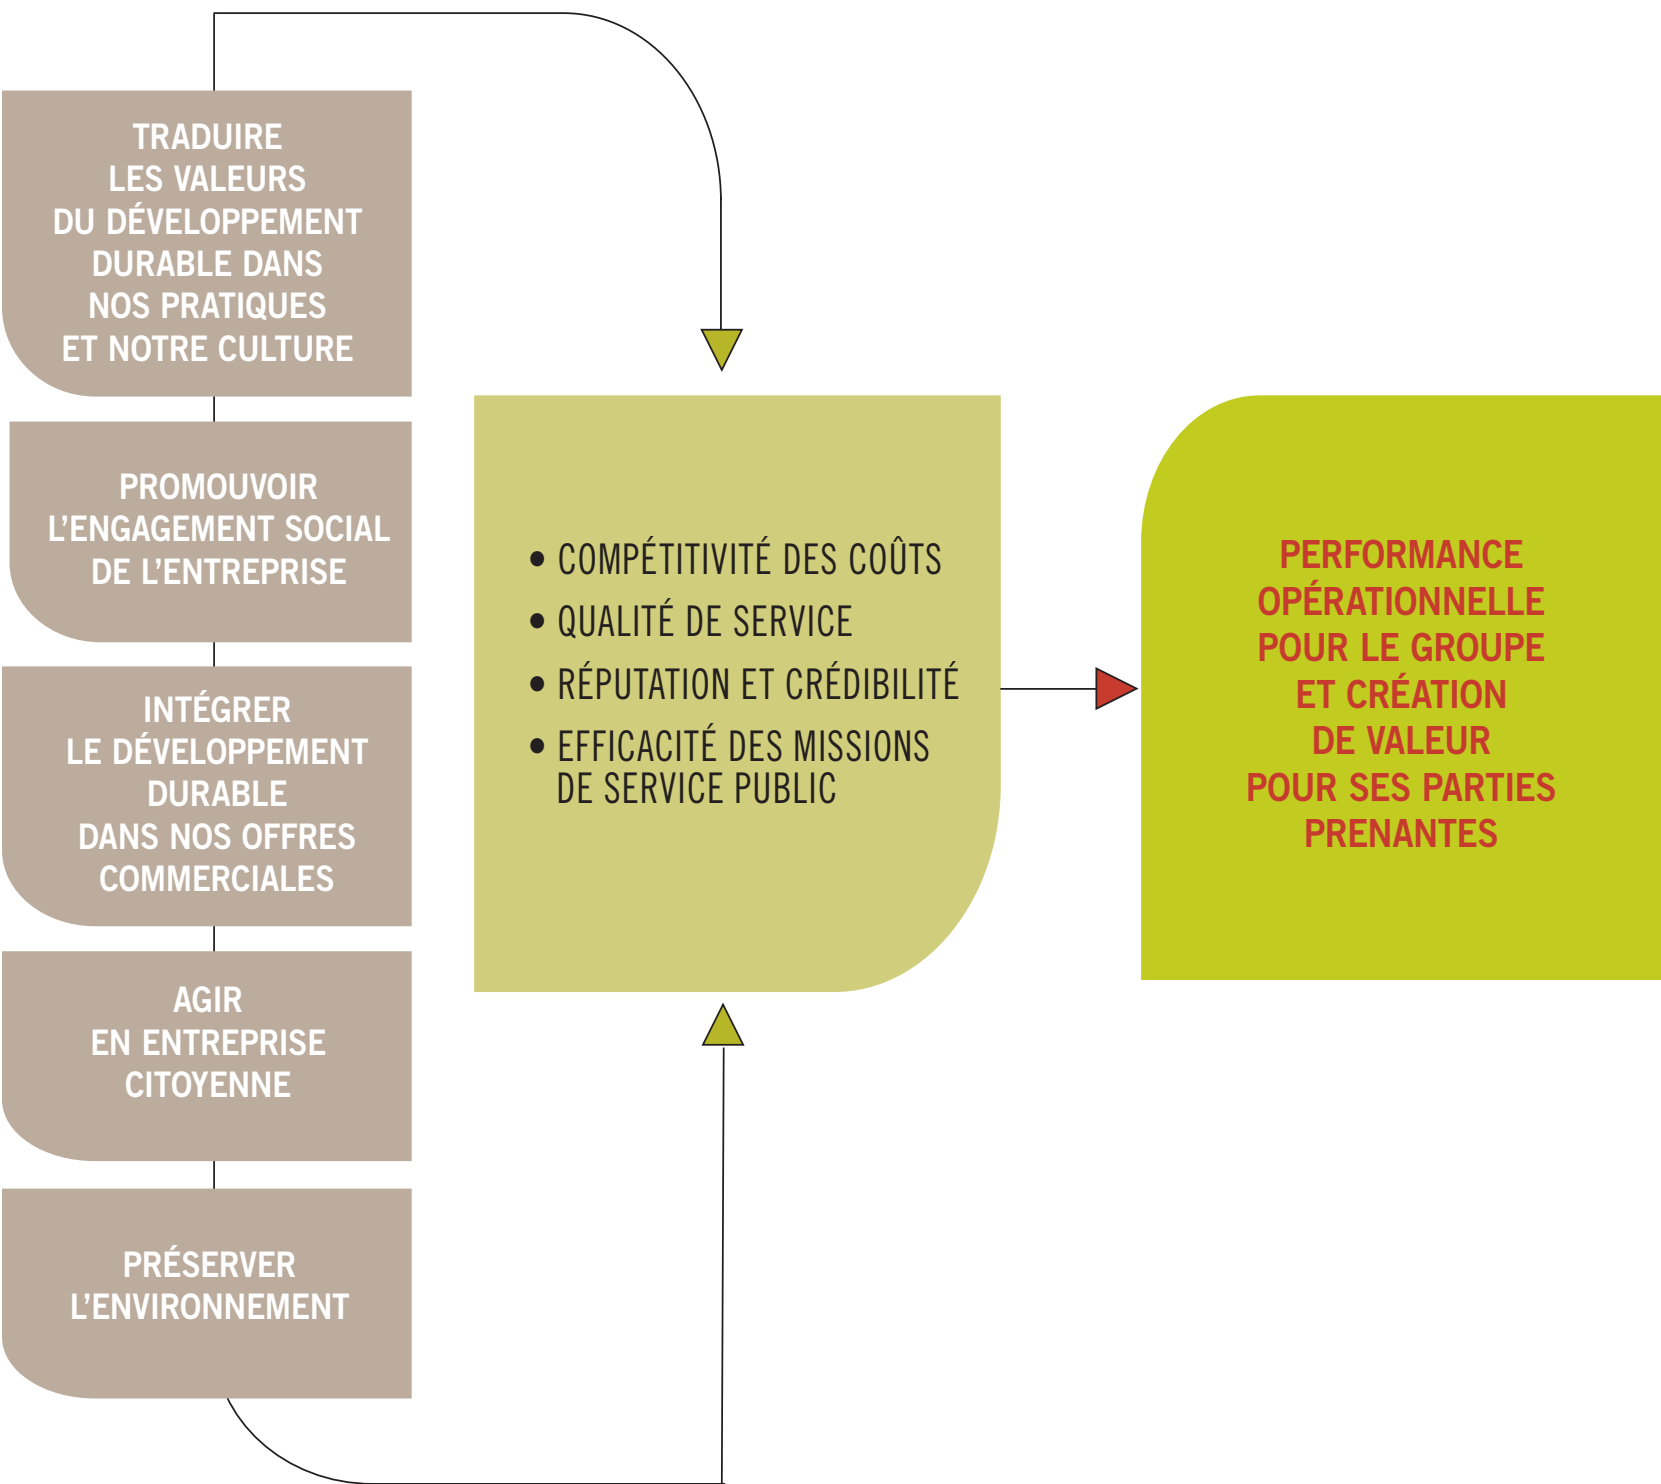 TRADUIRE
LES VALEURS
DU DÉVELOPPEMENT
DURABLE DANS
NOS PRATIQUES
ET NOTRE CULTURE
PROMOUVOIR
L’ENGAGEMENT SOCIAL
DE L’ENTREPRISE
INTÉGRER
LE DÉVELOPPEMENT
DURABLE
DANS NOS OFFRES
COMMERCIALES
AGIR
EN ENTREPRISE
CITOYENNE
PRÉSERVER
L’ENVIRONNEMENT
• COMPÉTITIVITÉ DES COÛTS
• QUALITÉ DE SERVICE
• RÉPUTATION ET CRÉDIBILITÉ
• EFFICACITÉ DES MISSIONS
DE SERVICE PUBLIC
PERFORMANCE
OPÉRATIONNELLE
POUR LE GROUPE
ET CRÉATION
DE VALEUR
POUR SES PARTIES
PRENANTES